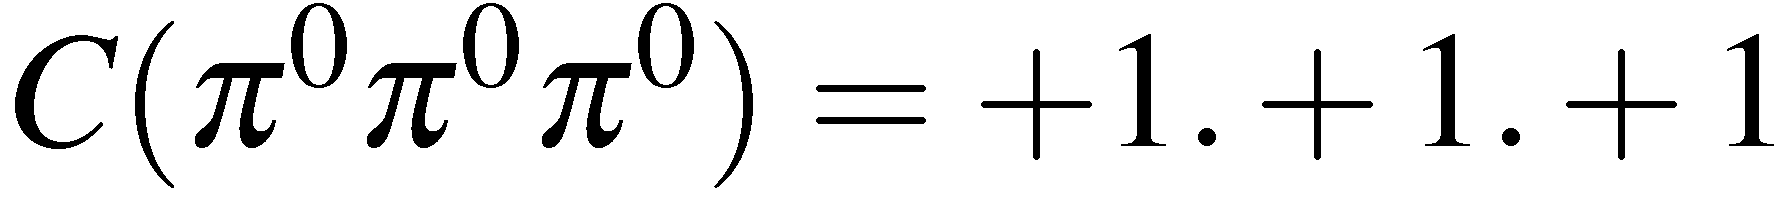 C(π⁰π⁰π⁰) = +1. + 1. + 1